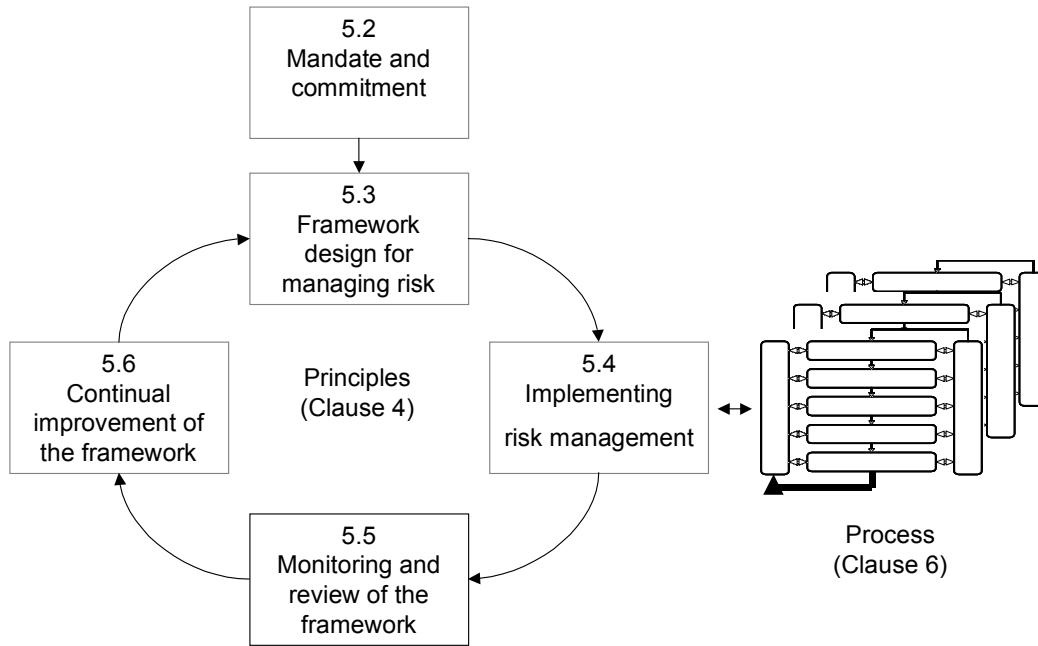 5.2
Mandate and
commitment
5.3
Framework
design for
managing risk
5.6
Continual
improvement of
the framework
Principles
(Clause 4)
5.4
Implementing
risk management
5.5
Monitoring and
review of the
framework
Process
(Clause 6)